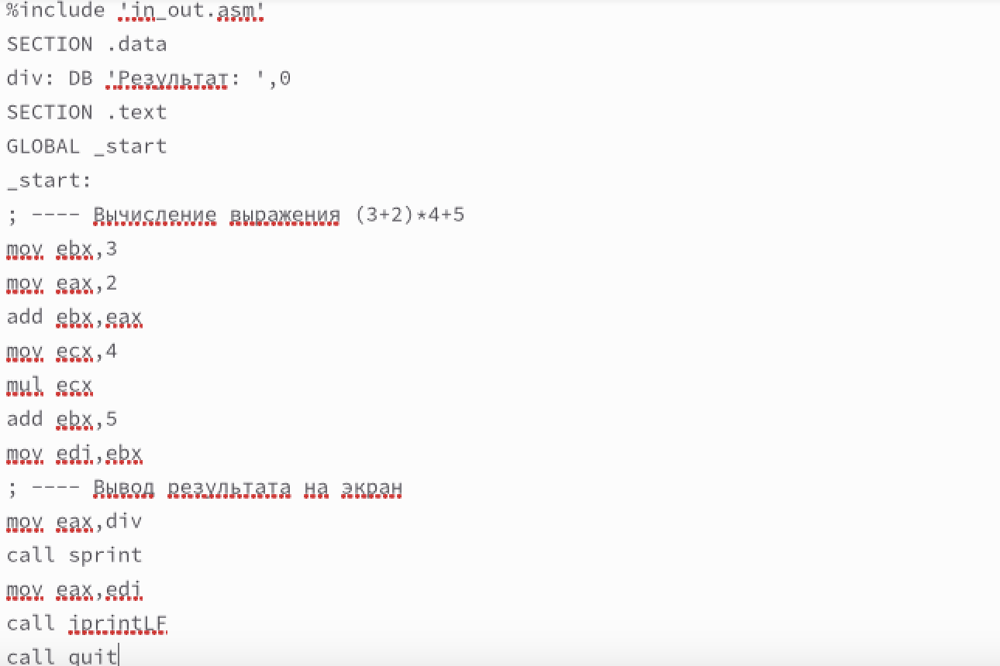 %include 'in_out.asm'
SECTION .data
div: DB 'Результат: ',0
SECTION .text
GLOBAL _start
_start:
; ---- Вычисление выражения (3+2)*4+5
mov ebx,3
mov eax,2
add ebx,eax
mov ecx,4
mul ecx
add ebx,5
mov edi,ebx
; ---- Вывод результата на экран
mov eax,div
call sprint
mov eax,edi
call iprintLF
call quit